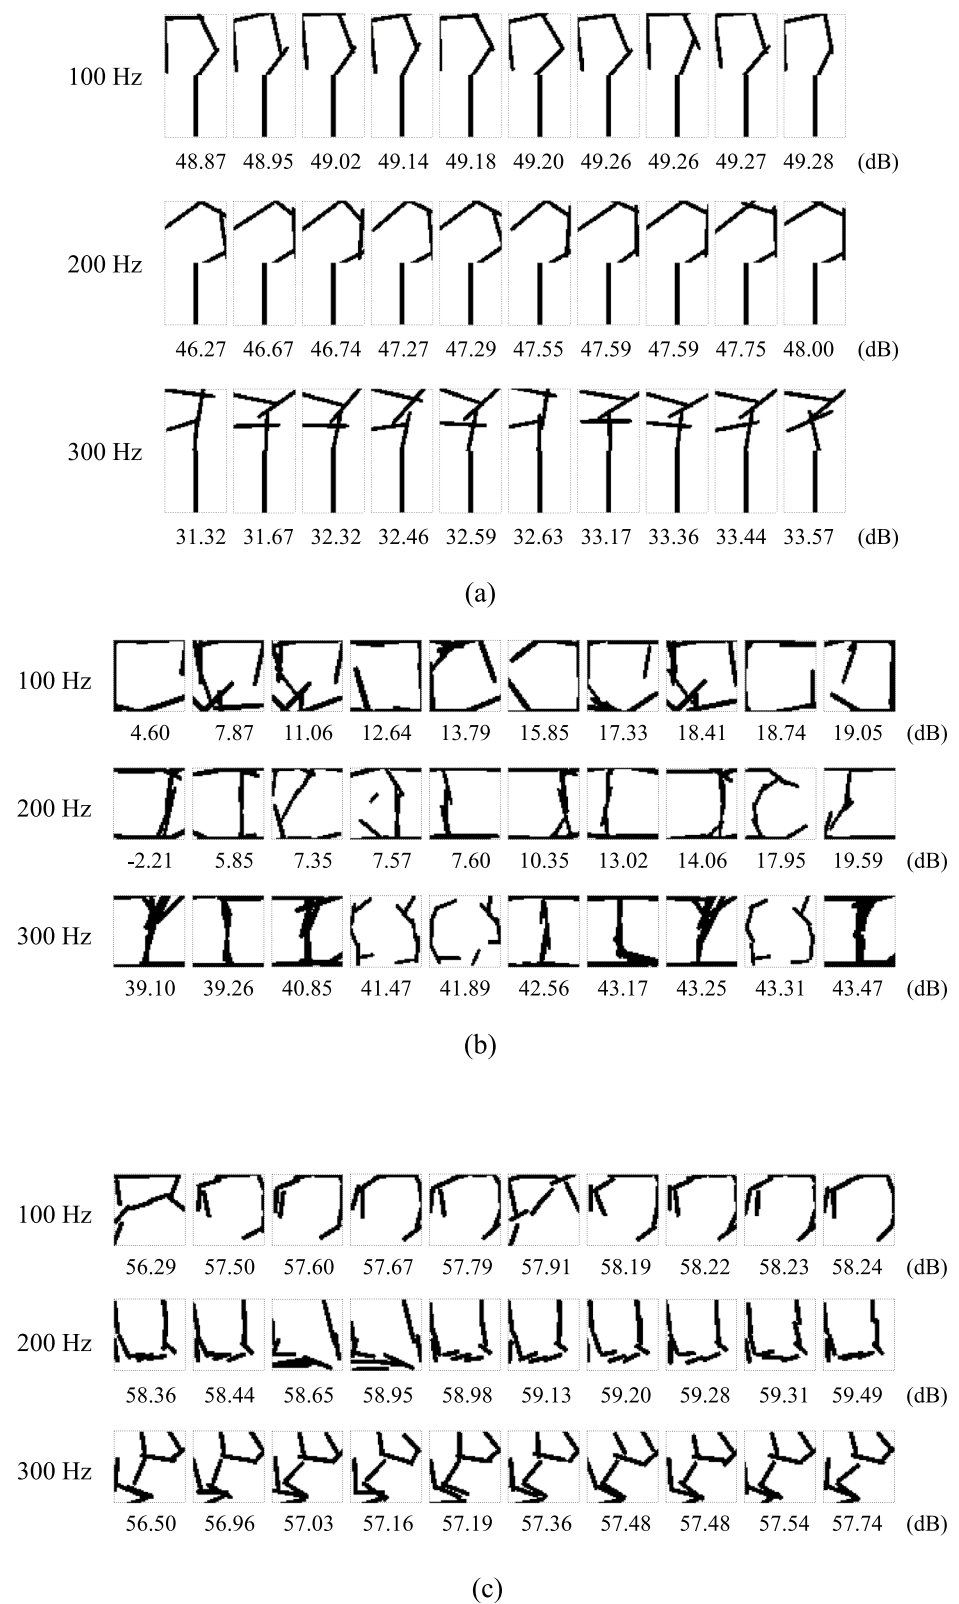 100 Hz
48.87 48.95 49.02 49.14 49.18 49.20 49.26 49.26 49.27 49.28 (dB)
200 Hz
46.27 46.67 46.74 47.27 47.29 47.55 47.59 47.59 47.75 48.00 (dB)
300 Hz
31.32 31.67 32.32 32.46 32.59 32.63 33.17 33.36 33.44 33.57 (dB)
(a)
100 Hz
4.60 7.87 11.06 12.64 13.79 15.85 17.33 18.41 18.74 19.05 (dB)
200 Hz
-2.21 5.85 7.35 7.57 7.60 10.35 13.02 14.06 17.95 19.59 (dB)
300 Hz
39.10 39.26 40.85 41.47 41.89 42.56 43.17 43.25 43.31 43.47 (dB)
(b)
100 Hz
56.29 57.50 57.60 57.67 57.79 57.91 58.19 58.22 58.23 58.24 (dB)
200 Hz
58.36 58.44 58.65 58.95 58.98 59.13 59.20 59.28 59.31 59.49 (dB)
300 Hz
56.50 56.96 57.03 57.16 57.19 57.36 57.48 57.48 57.54 57.74 (dB)
(c)